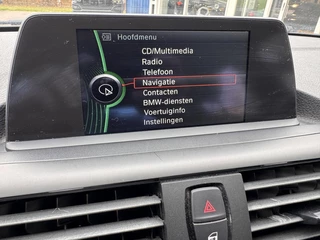 Hoofdmenu
CD/Multimedia
Radio
Telefoon
Navigatie
Contacten
BMW-diensten
Voertuiginfo
Instellingen